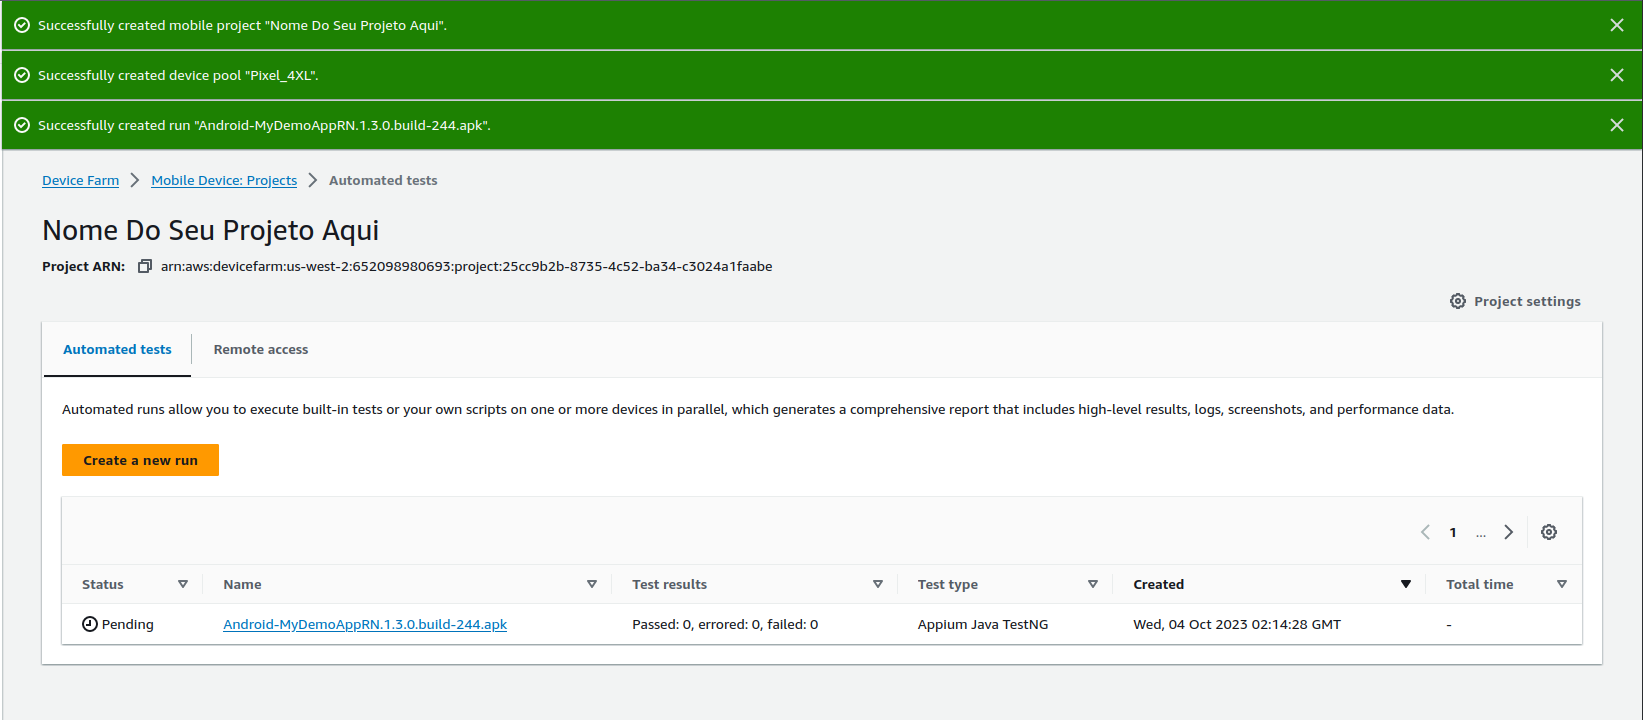 Successfully created mobile project "Nome Do Seu Projeto Aqui".
Successfully created device pool "Pixel_4XL".
Successfully created run "Android-MyDemoAppRN.1.3.0.build-244.apk".
Device Farm > Mobile Device: Projects > Automated tests
Nome Do Seu Projeto Aqui
Project ARN: arn:aws:devicefarm:us-west-2:652098980693:project:25cc9b2b-8735-4c52-ba34-c3024a1faabe
Project settings
Automated tests Remote access
Automated runs allow you to execute built-in tests or your own scripts on one or more devices in parallel, which generates a comprehensive report that includes high-level results, logs, screenshots, and performance data.
Create a new run
1 ...
Status Name Test results Test type Created Total time
Pending Android-MyDemoAppRN.1.3.0.build-244.apk Passed: 0, errored: 0, failed: 0 Appium Java TestNG Wed, 04 Oct 2023 02:14:28 GMT -